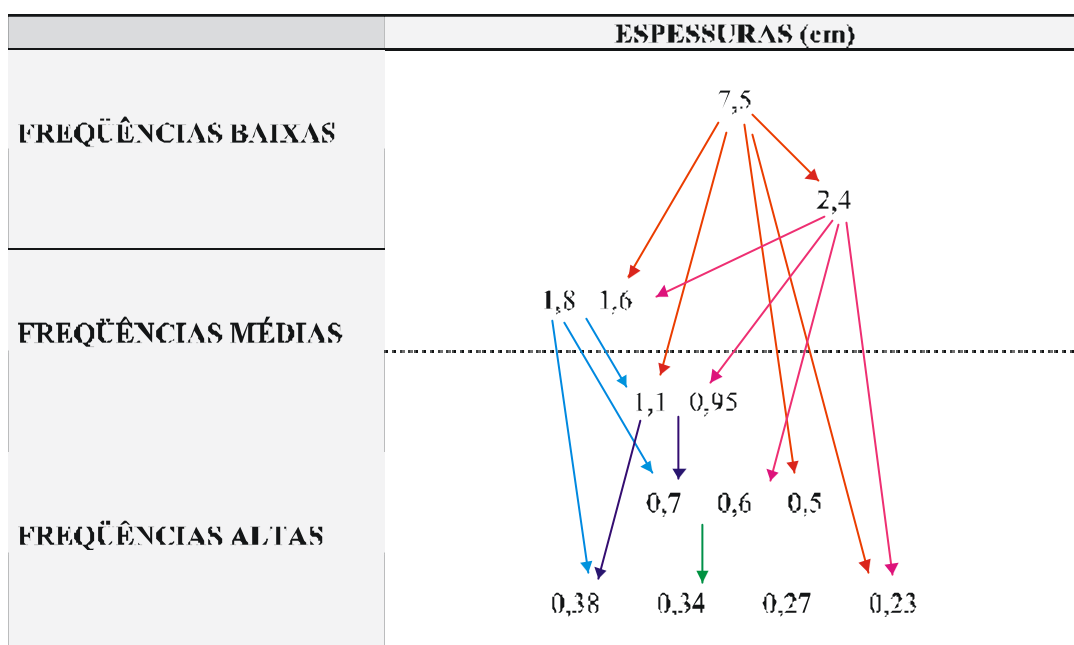 ESPESSURAS (cm)
7,5
FREQÜÊNCIAS BAIXAS
2,4
1,8 1,6
FREQÜÊNCIAS MÉDIAS
1,1 0,95
0,7 0,6 0,5
FREQÜÊNCIAS ALTAS
0,38 0,34 0,27 0,23